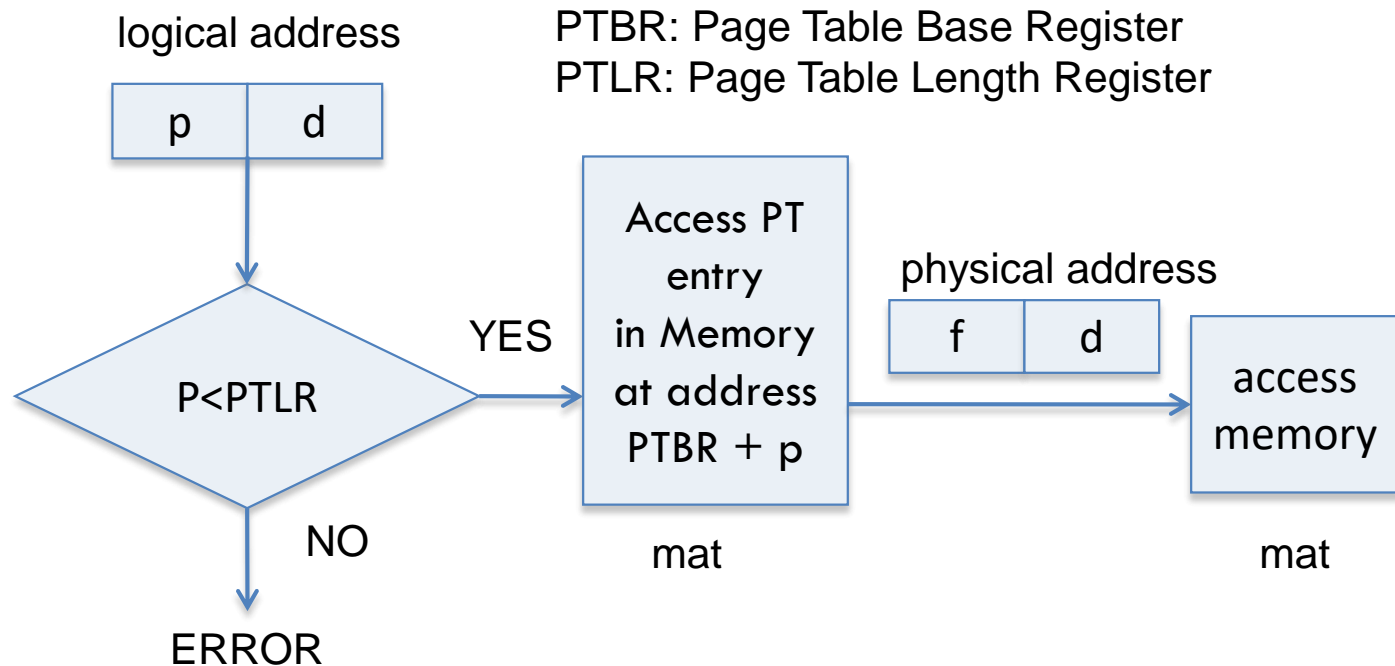 logical address
PTBR: Page Table Base Register
PTLR: Page Table Length Register
p d
P<PTLR
YES
NO
ERROR
Access PT
entry
in Memory
at address
PTBR + p
mat
physical address
f d
access
memory
mat